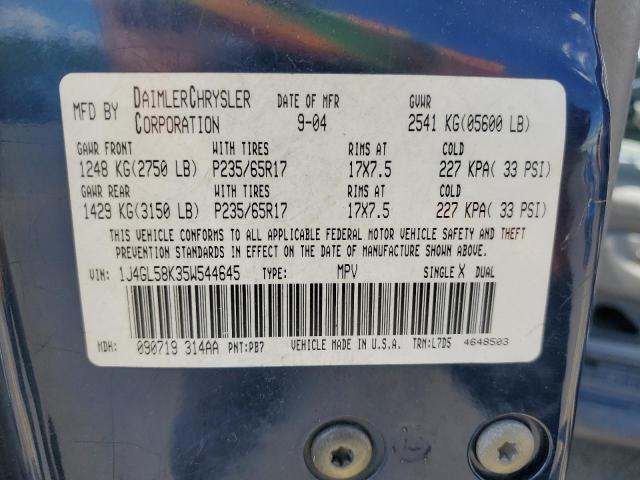 MFD BY DAIMLERCHRYSLER CORPORATION DATE OF MFR 9-04 GVWR 2541 KG(05600 LB)
GAWR FRONT WITH TIRES RIMS AT COLD
1248 KG(2750 LB) P235/65R17 17X7.5 227 KPA( 33 PSI)
GAWR REAR WITH TIRES RIMS AT COLD
1429 KG(3150 LB) P235/65R17 17X7.5 227 KPA( 33 PSI)
THIS VEHICLE CONFORMS TO ALL APPLICABLE FEDERAL MOTOR VEHICLE SAFETY AND THEFT
PREVENTION STANDARDS IN EFFECT ON THE DATE OF MANUFACTURE SHOWN ABOVE.
VIN: 1J4GL58K35W544645 TYPE: MPV SINGLE X DUAL
MDH: 090719 314AA PNT: PB7 VEHICLE MADE IN U.S.A. TRN: L7D5 4648503